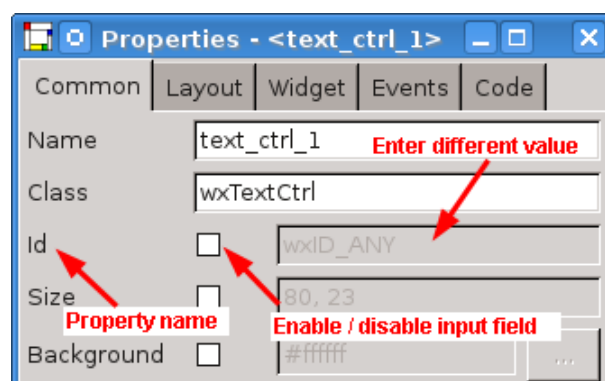 Properties - <text_ctrl_1>
Common Layout Widget Events Code
Name text_ctrl_1 Enter different value
Class wxTextCtrl
Id wxID_ANY
Size 80, 23
Property name Enable / disable input field
Background #ffffff ...